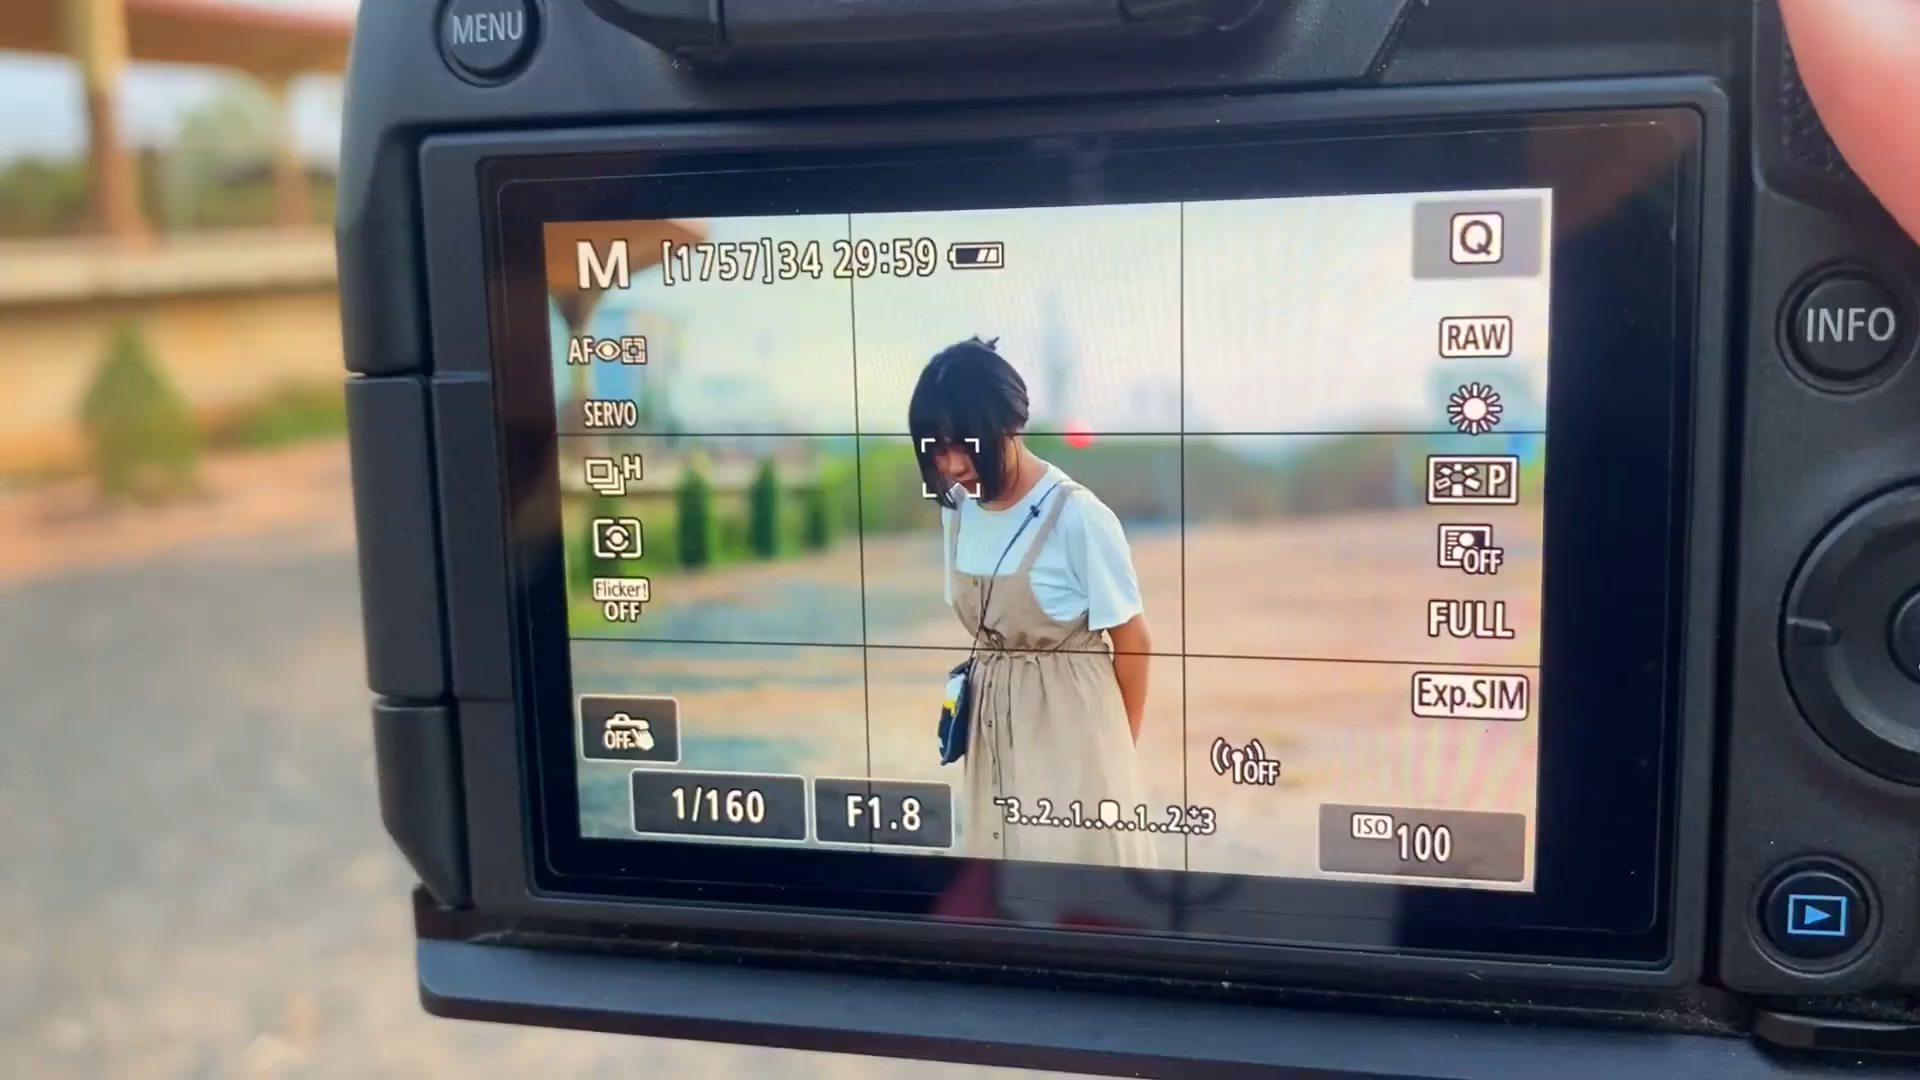 MENU
M [1757]34 29:59
Q
AF
RAW
INFO
SERVO
H
P
OFF
Flicker!
OFF
FULL
Exp.SIM
OFF
OFF
1/160 F1.8 -3..2..1..0..1..2..+3 ISO 100